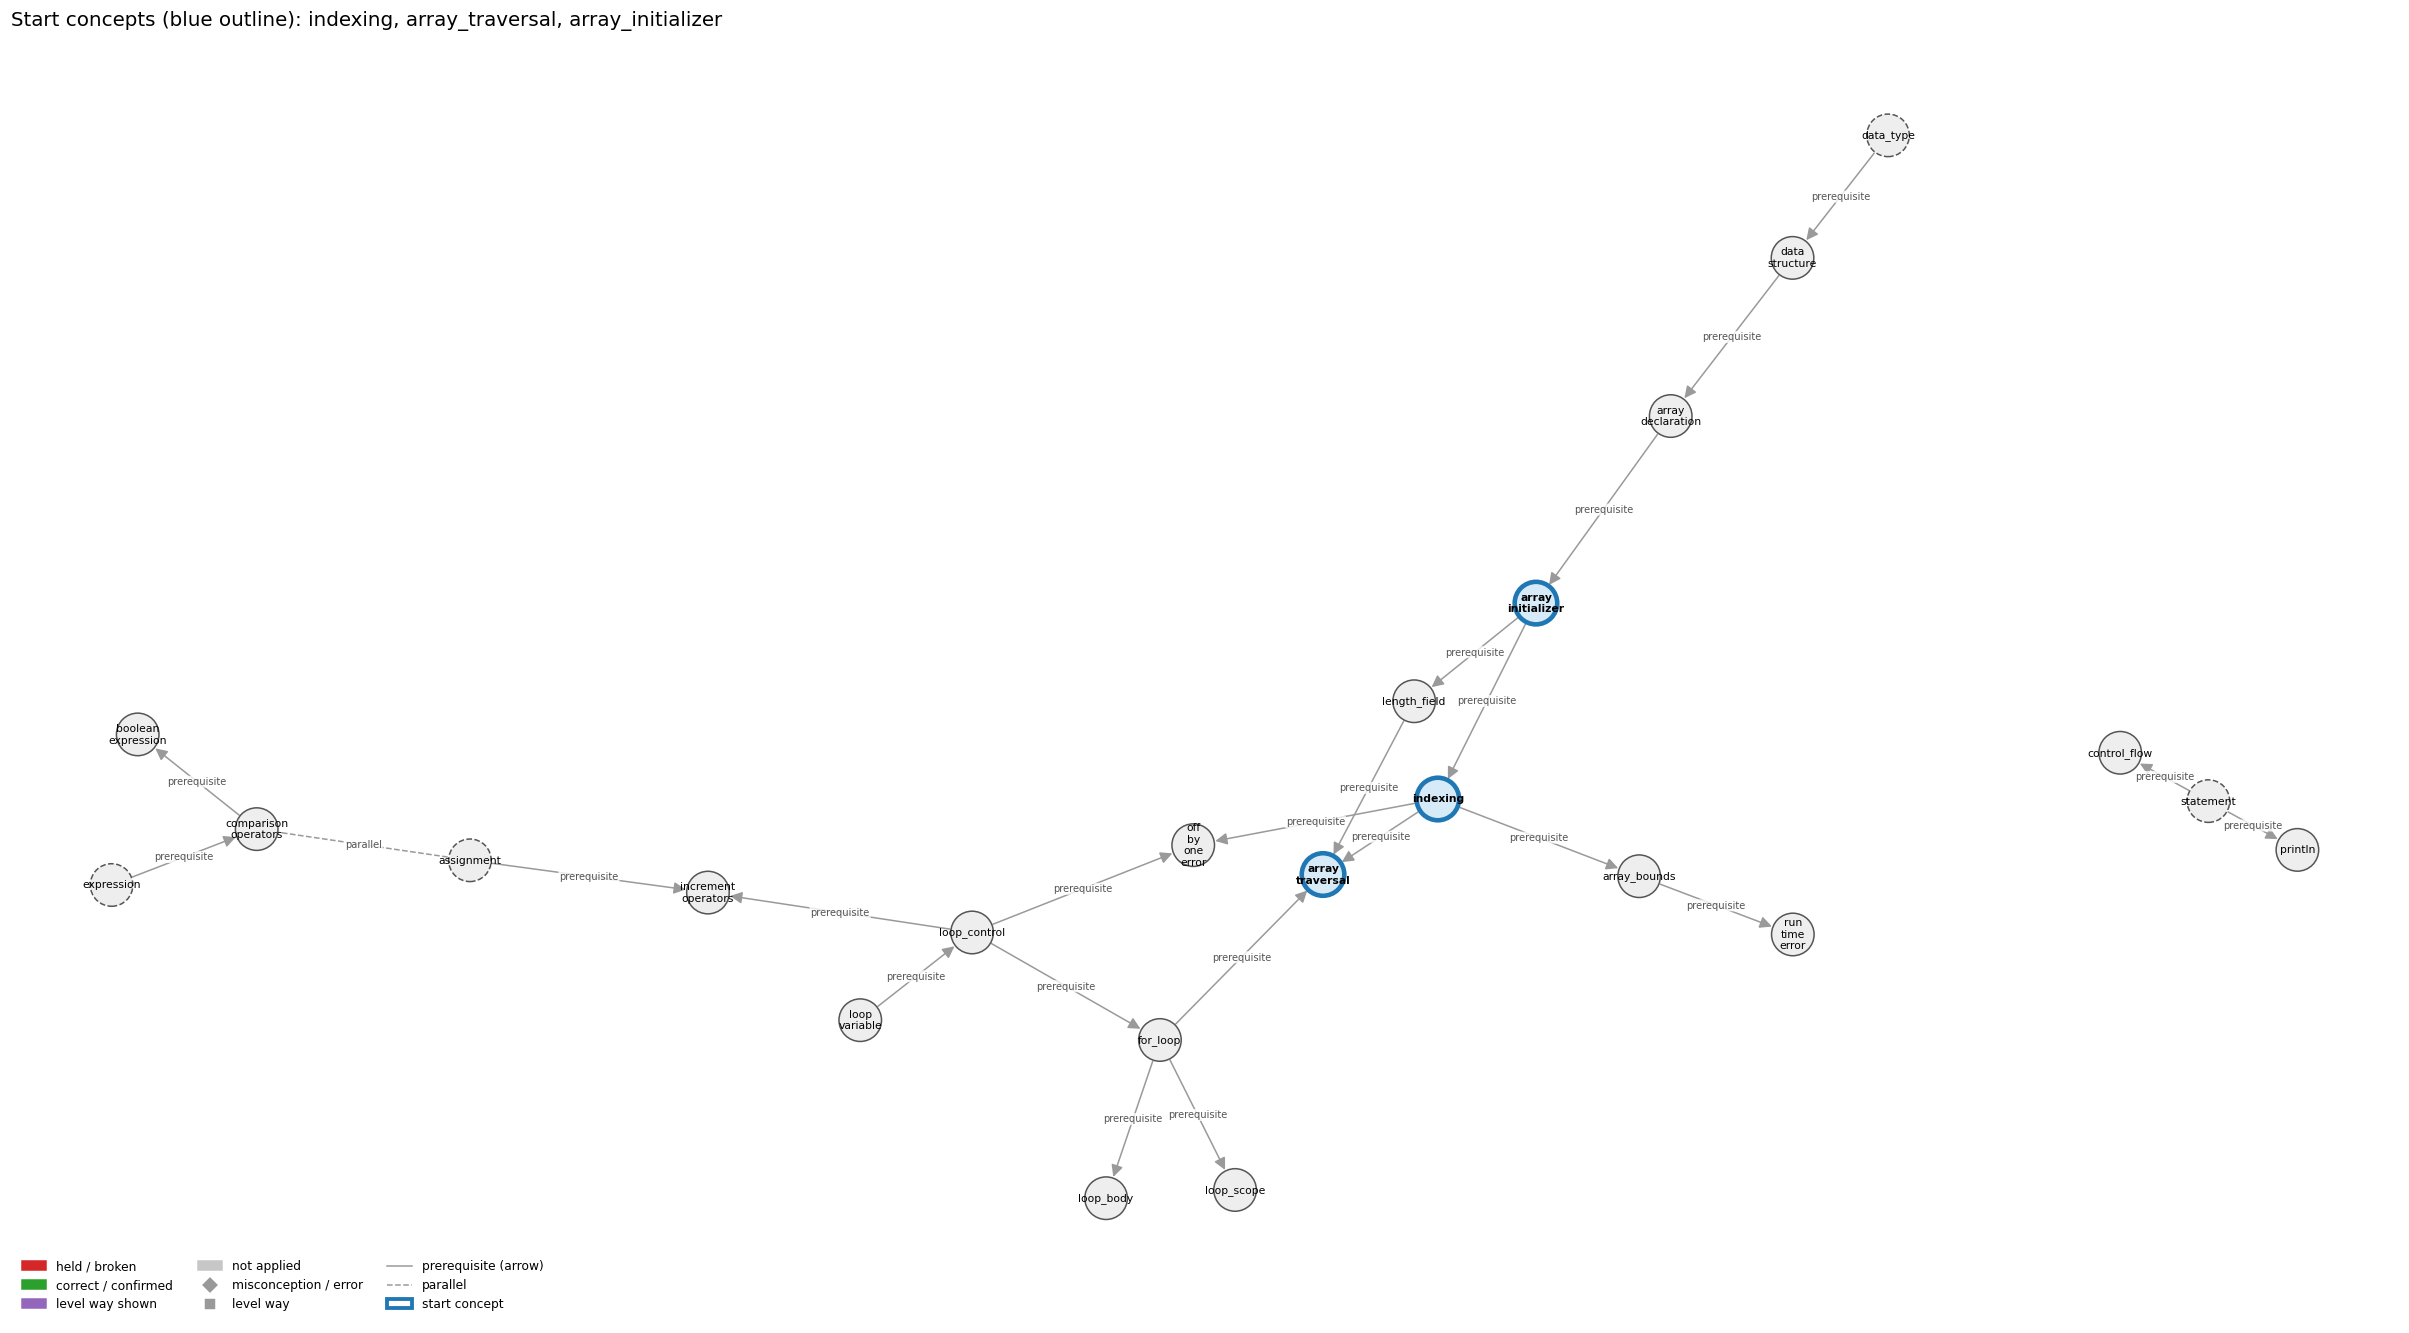 Start concepts (blue outline): indexing, array_traversal, array_initializer
data_type
prerequisite
data
structure
prerequisite
array
declaration
prerequisite
array
initializer
prerequisite
length_field
prerequisite
boolean
expression
control_flow
prerequisite
prerequisite
prerequisite
indexing
statement
prerequisite
prerequisite
comparison
operators
prerequisite
prerequisite
off
by
one
error
parallel
println
prerequisite
assignment
array
traversal
prerequisite
array_bounds
expression
increment
operators
prerequisite
prerequisite
prerequisite
loop_control
run
time
error
prerequisite
prerequisite
prerequisite
loop
variable
for_loop
prerequisite
prerequisite
loop_body
loop_scope
held / broken
correct / confirmed
level way shown
not applied
misconception / error
level way
prerequisite (arrow)
parallel
start concept